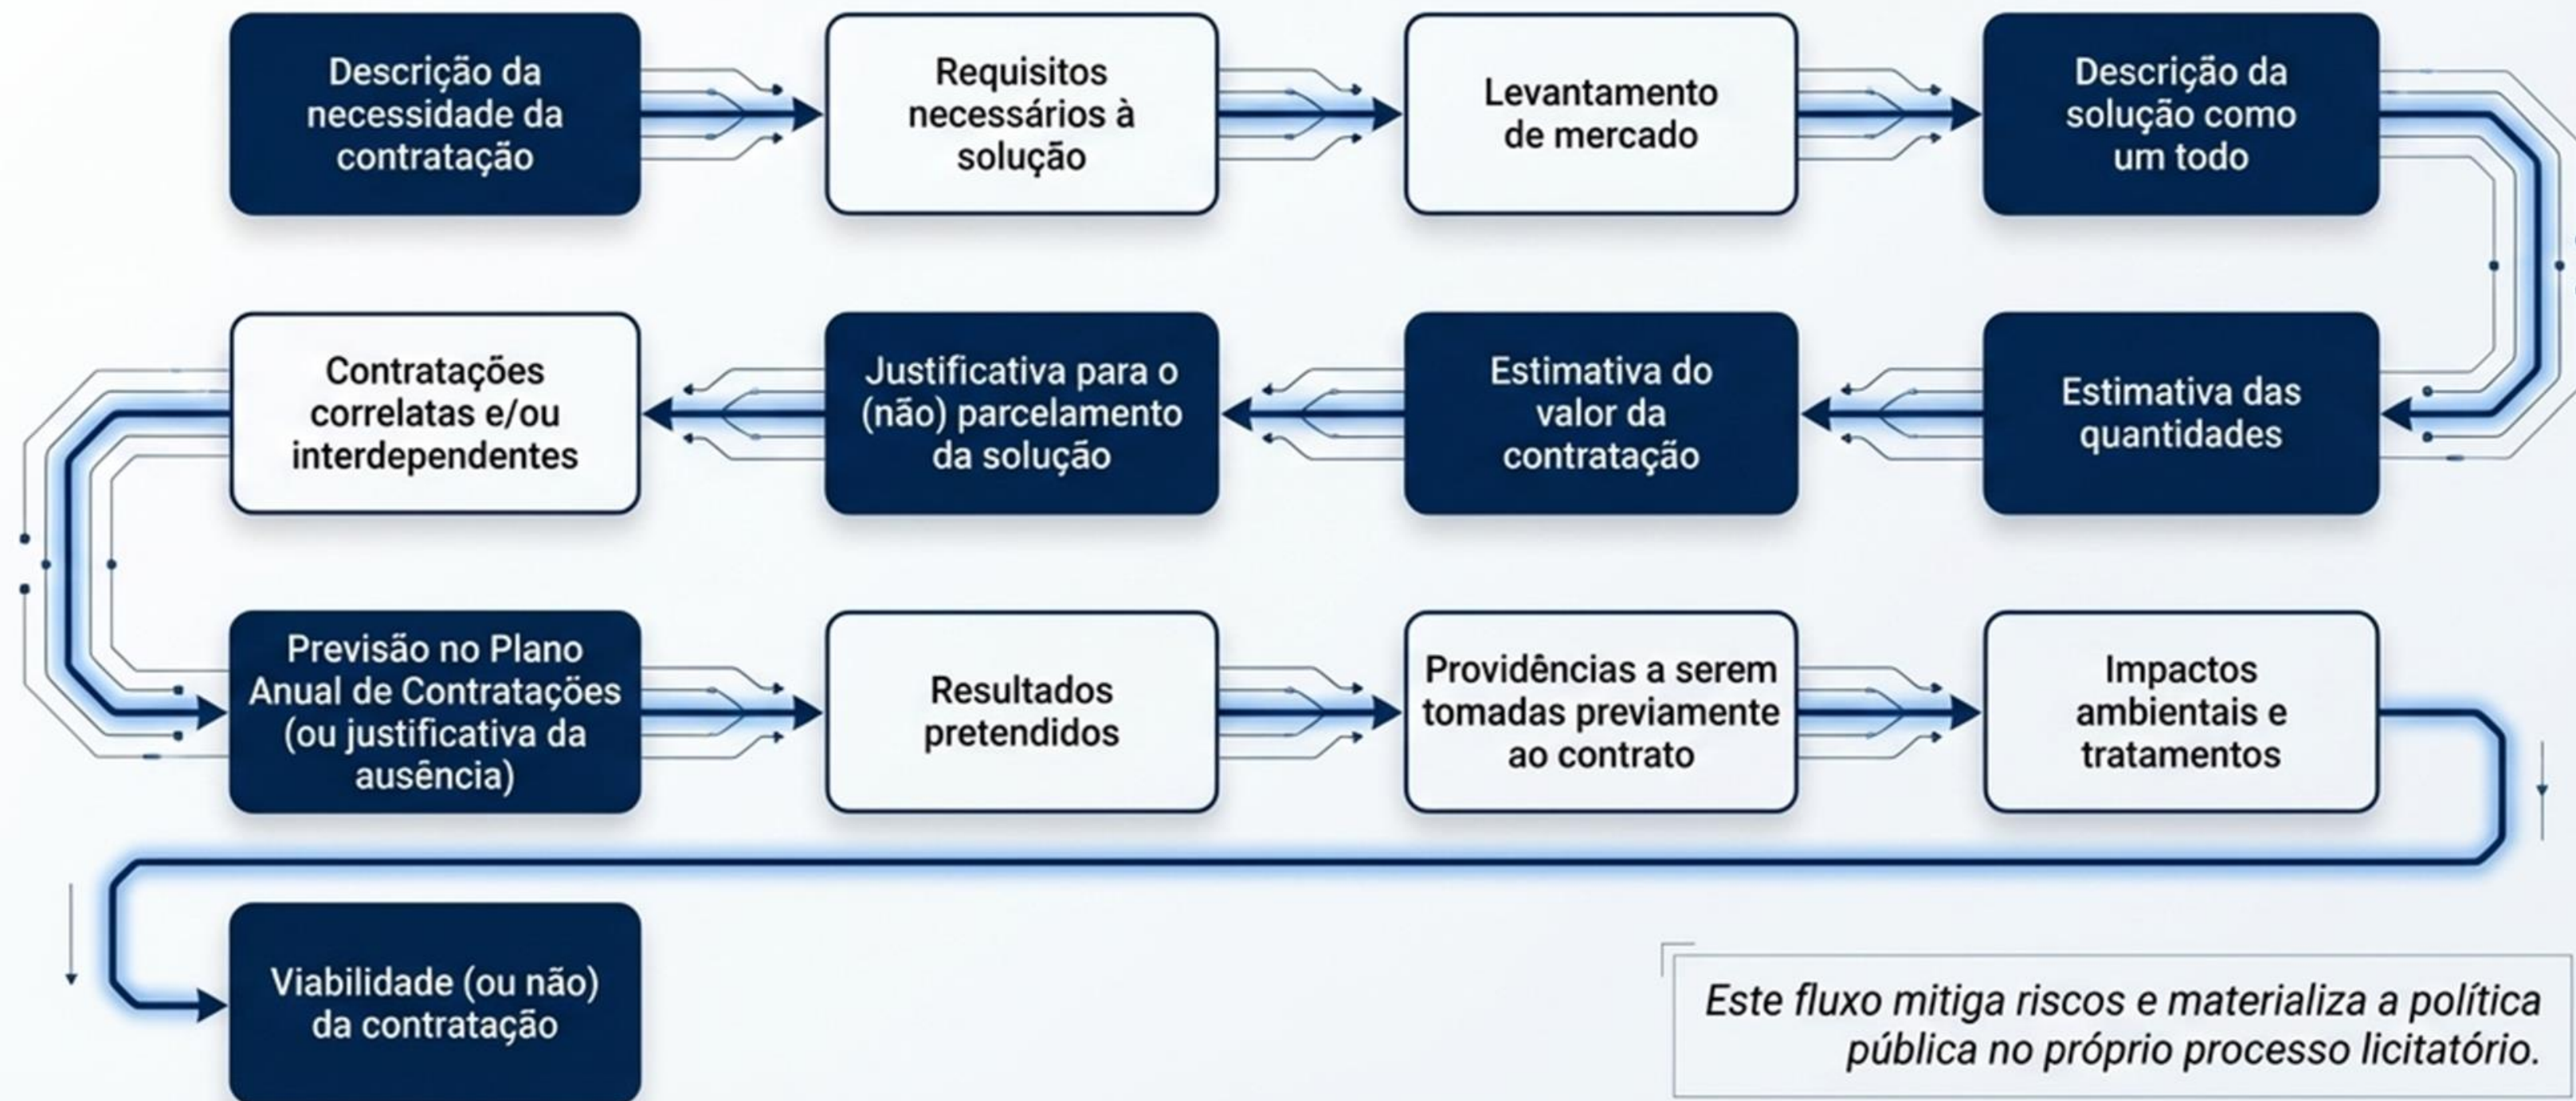 Descrição da
necessidade da
contratação
Requisitos
necessários à
solução
Levantamento
de mercado
Descrição da
solução como
um todo
Estimativa das
quantidades
Estimativa do
valor da
contratação
Justificativa para o
(não) parcelamento
da solução
Contratações
correlatas e/ou
interdependentes
Previsão no Plano
Anual de Contratações
(ou justificativa da
ausência)
Resultados
pretendidos
Providências a serem
tomadas previamente
ao contrato
Impactos
ambientais e
tratamentos
Viabilidade (ou não)
da contratação
Este fluxo mitiga riscos e materializa a política
pública no próprio processo licitatório.